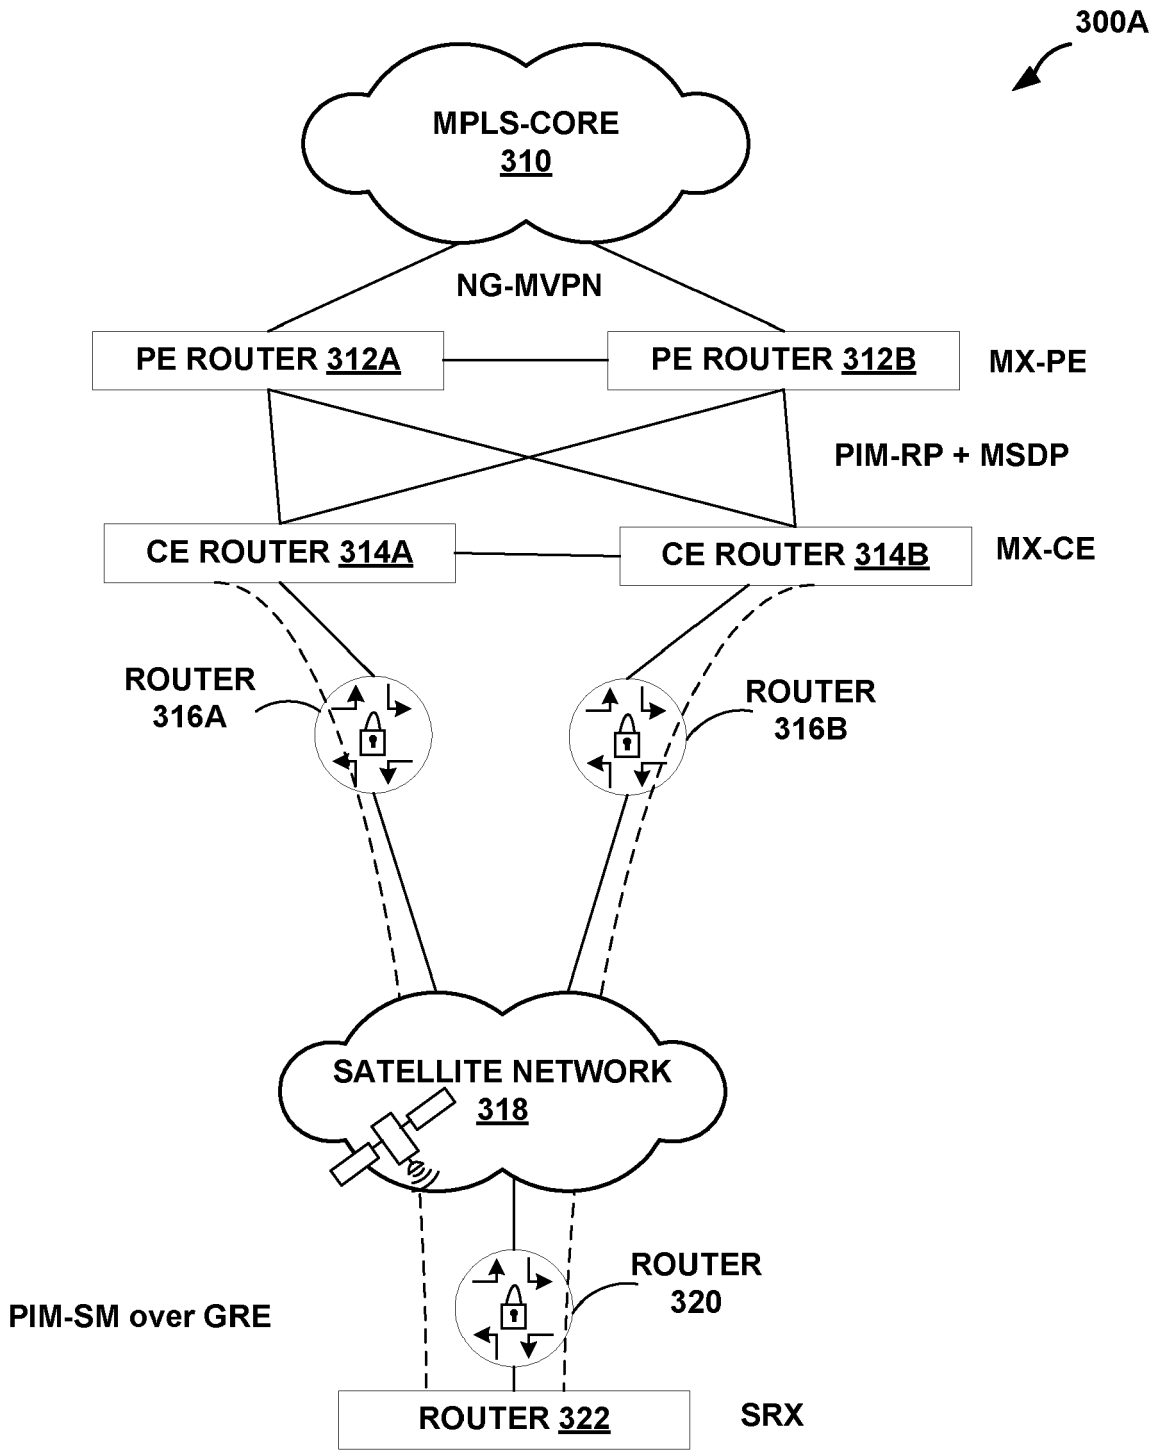 300A
MPLS-CORE
310
NG-MVPN
PE ROUTER 312A
PE ROUTER 312B
MX-PE
PIM-RP + MSDP
CE ROUTER 314A
CE ROUTER 314B
MX-CE
ROUTER
316A
ROUTER
316B
SATELLITE NETWORK
318
ROUTER
320
PIM-SM over GRE
ROUTER 322
SRX